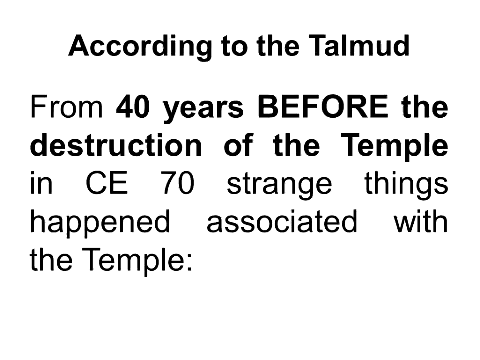 According to the Talmud
From 40 years BEFORE the
destruction of the Temple
in CE 70 strange things
happened associated with
the Temple: